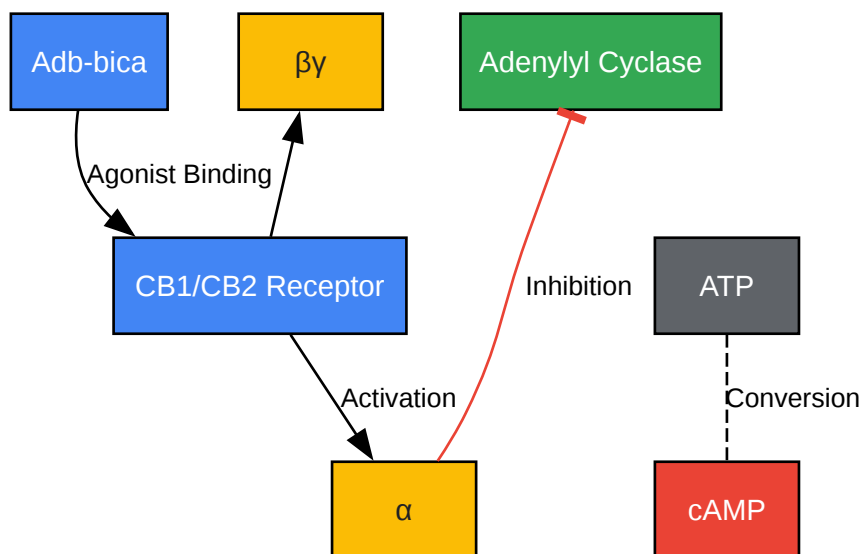 Adb-bica
βγ
Adenylyl Cyclase
Agonist Binding
CB1/CB2 Receptor
Inhibition
ATP
Activation
Conversion
α
cAMP